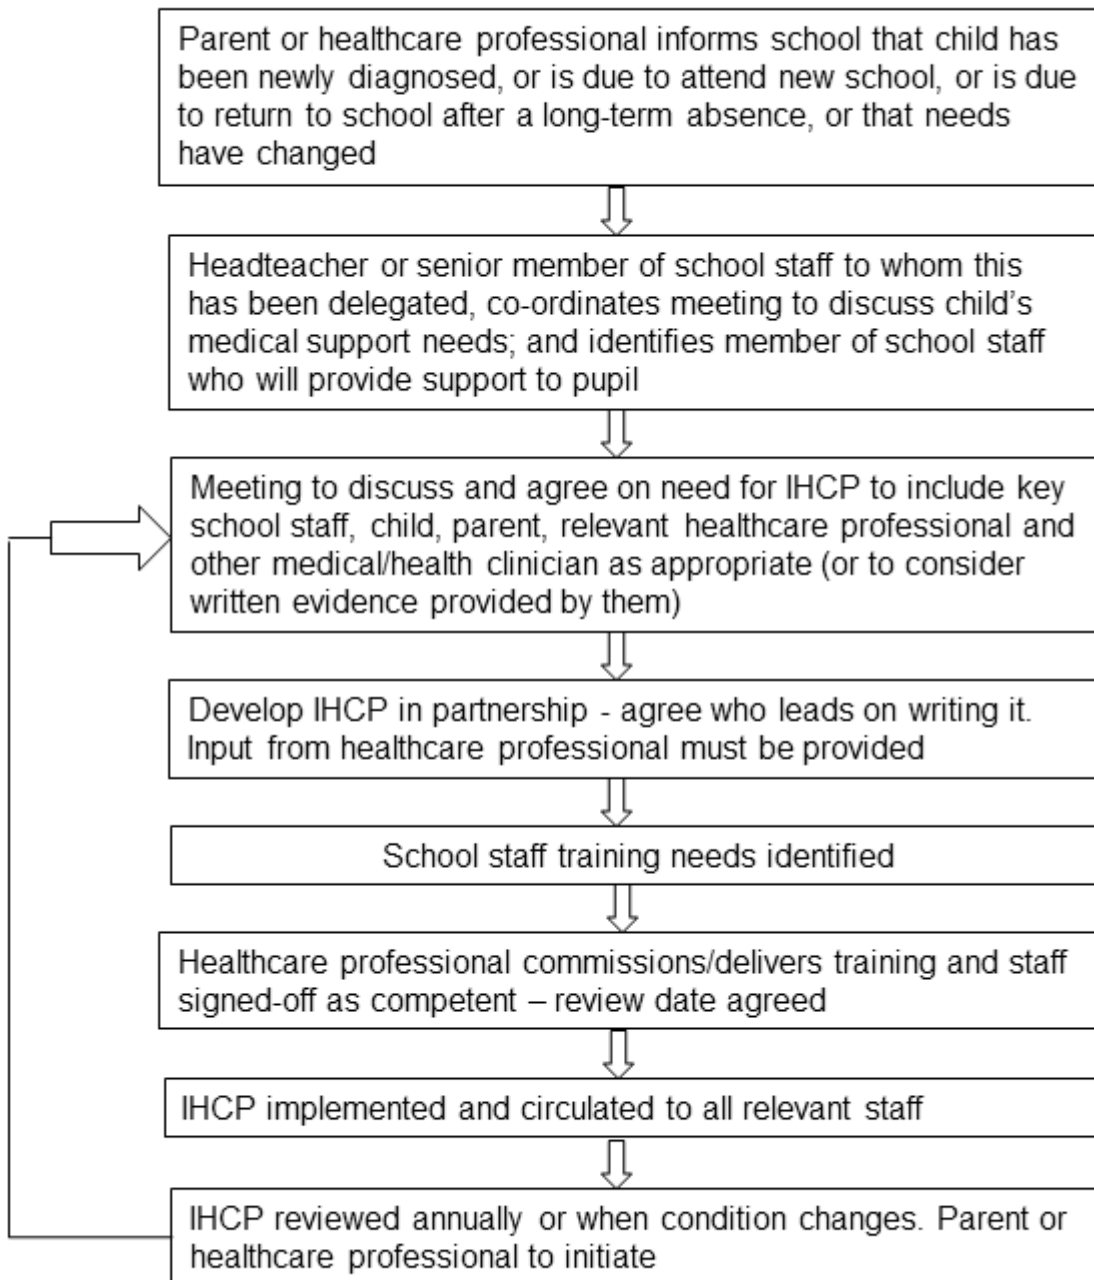 Parent or healthcare professional informs school that child has
been newly diagnosed, or is due to attend new school, or is due
to return to school after a long-term absence, or that needs
have changed
Headteacher or senior member of school staff to whom this
has been delegated, co-ordinates meeting to discuss child's
medical support needs; and identifies member of school staff
who will provide support to pupil
Meeting to discuss and agree on need for IHCP to include key
school staff, child, parent, relevant healthcare professional and
other medical/health clinician as appropriate (or to consider
written evidence provided by them)
Develop IHCP in partnership - agree who leads on writing it.
Input from healthcare professional must be provided
School staff training needs identified
Healthcare professional commissions/delivers training and staff
signed-off as competent – review date agreed
IHCP implemented and circulated to all relevant staff
IHCP reviewed annually or when condition changes. Parent or
healthcare professional to initiate